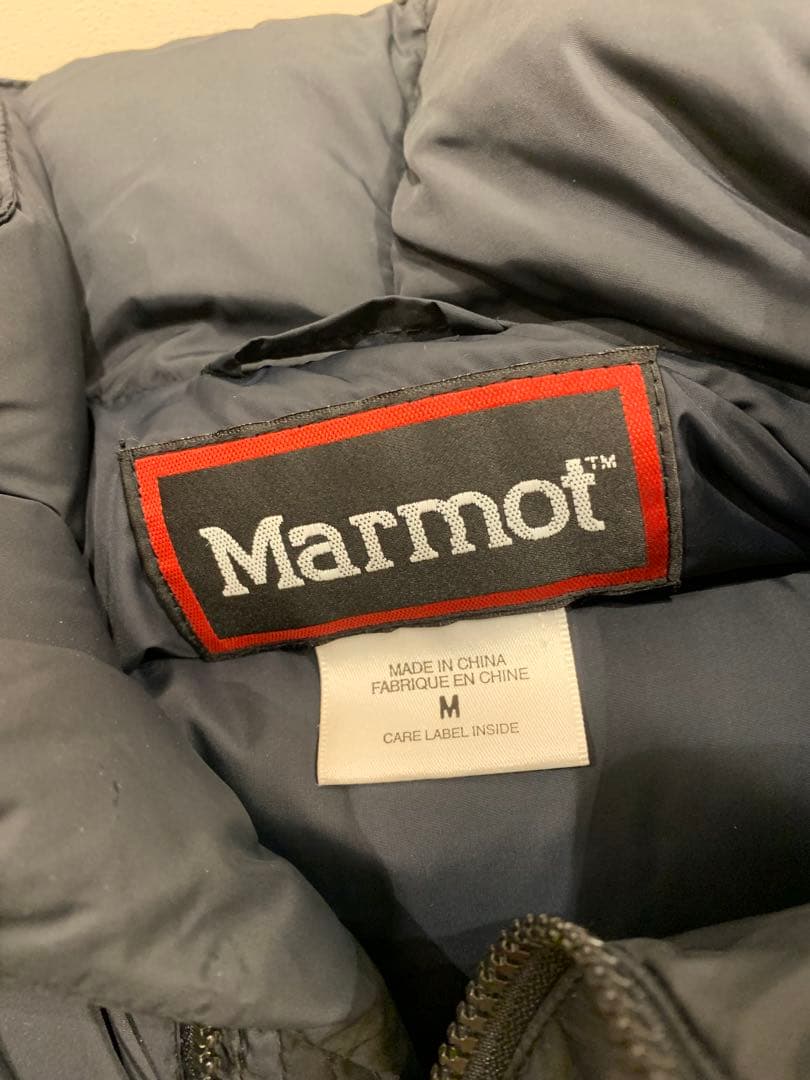 Marmot™
MADE IN CHINA
FABRIQUE EN CHINE
M
CARE LABEL INSIDE